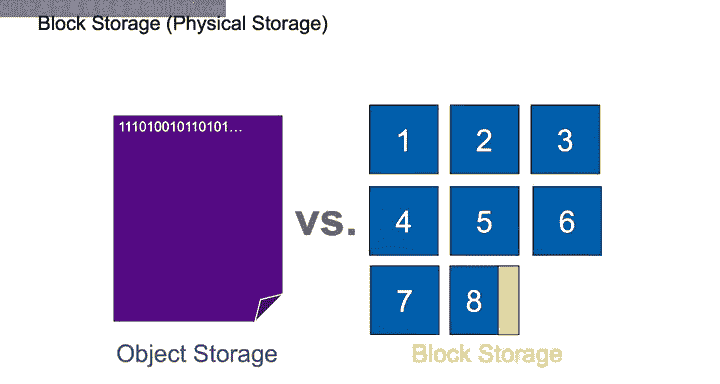 Block Storage (Physical Storage)
111010010110101...
1 2 3
vs.
4 5 6
7 8
Object Storage
Block Storage